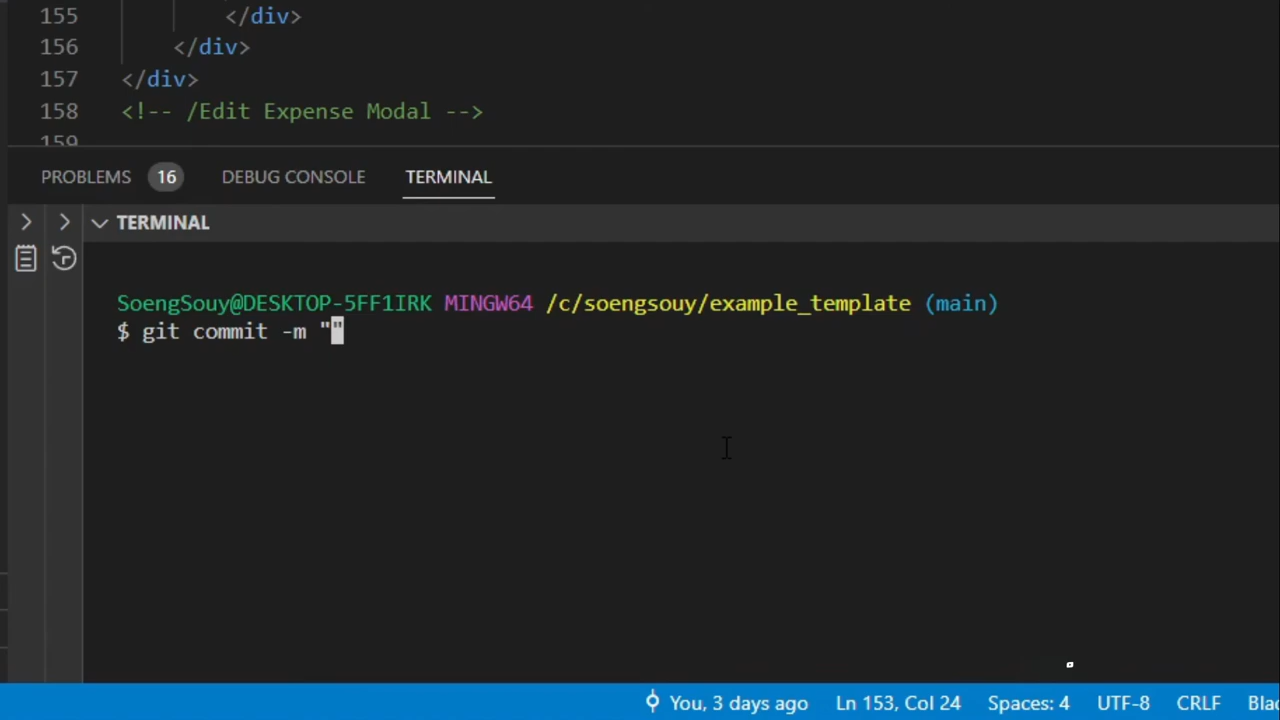 155 </div>
156 </div>
157 </div>
158 <!-- /Edit Expense Modal -->
159
PROBLEMS 16 DEBUG CONSOLE TERMINAL
TERMINAL
SoengSouy@DESKTOP-5FF1IRK MINGW64 /c/soengsouy/example_template (main)
$ git commit -m ""
You, 3 days ago Ln 153, Col 24 Spaces: 4 UTF-8 CRLF